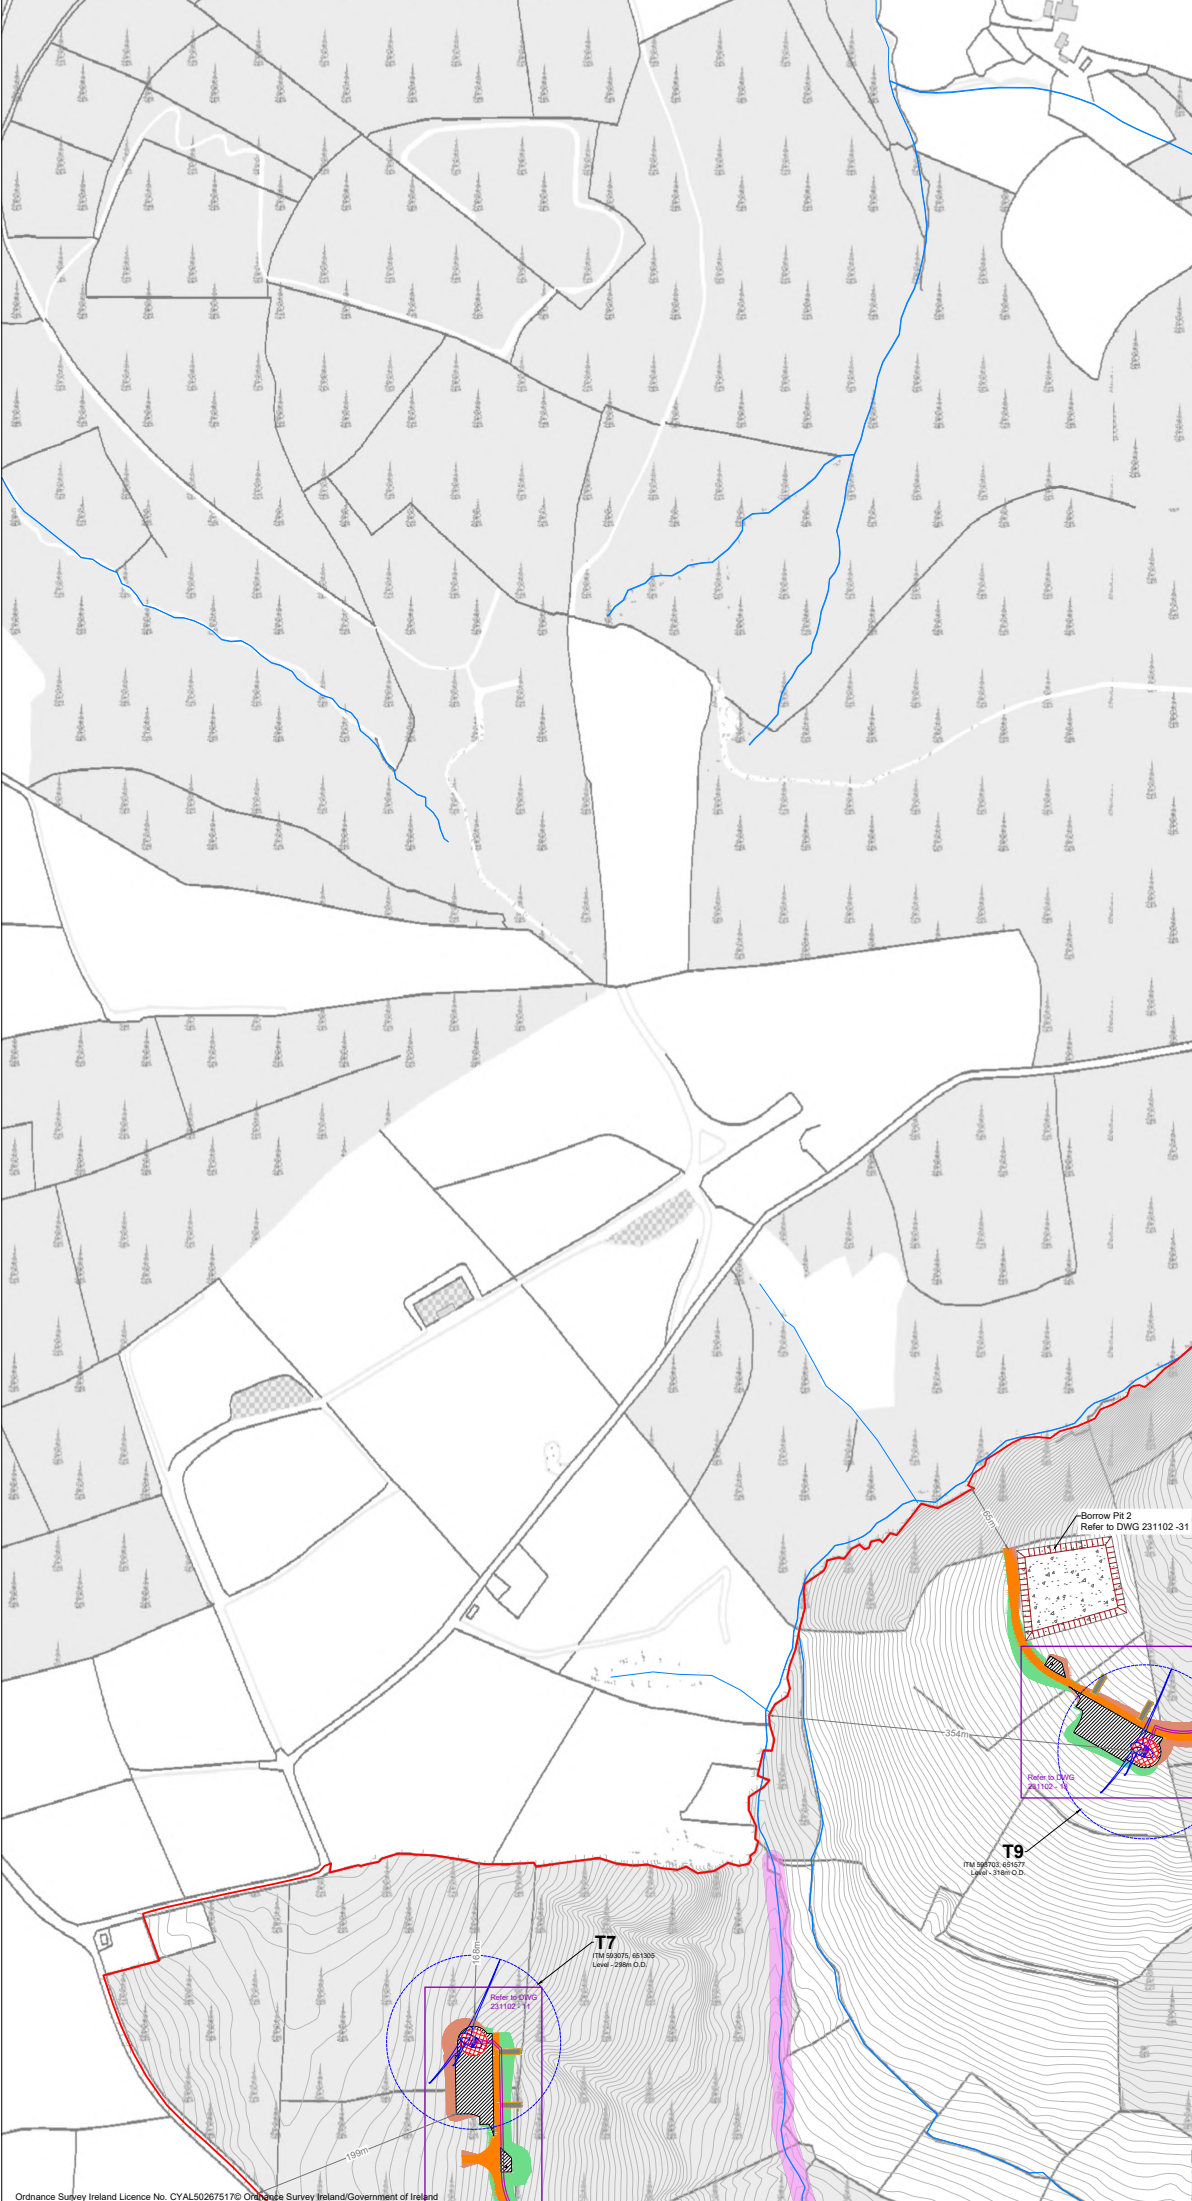 65m
Borrow Pit 2
Refer to DWG 231102 -31
354m
Refer to DWG
231102 - 13
T9
ITM 593703, 651577
Level - 318m O.D.
T7
ITM 593075, 651305
Level - 298m O.D.
168m
Refer to DWG
231102 - 11
199m
Ordnance Survey Ireland Licence No. CYAL50267517© Ordnance Survey Ireland/Government of Ireland